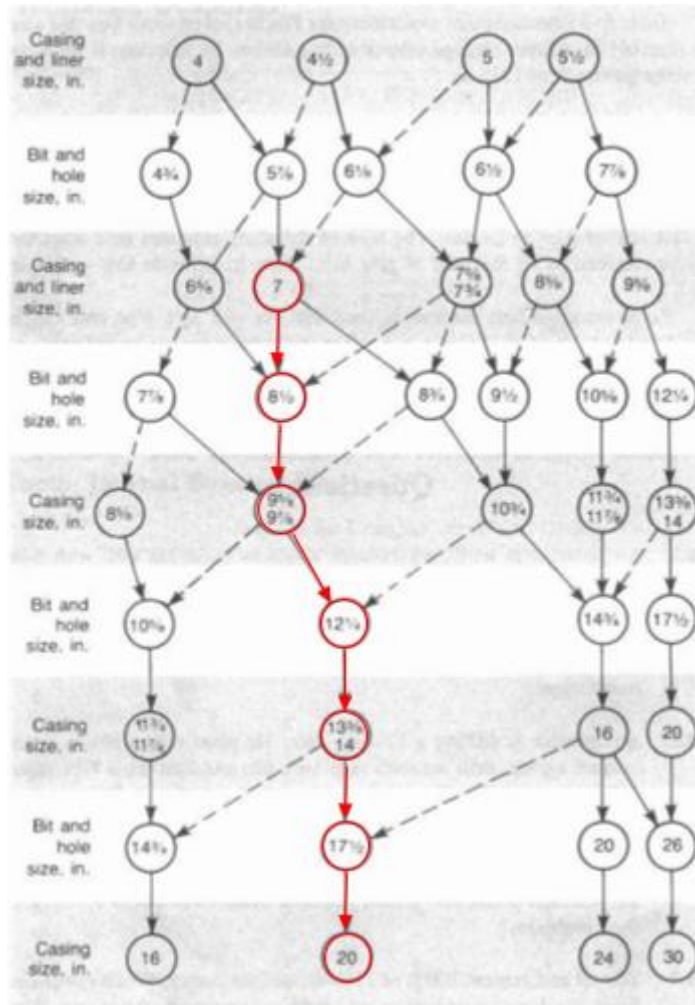 Casing
and liner
size, in.
4
4½
5
5½
Bit and
hole
size, in.
4¾
5⅞
6⅛
6½
7⅞
Casing
and liner
size, in.
6⅝
7
7⅝
7¾
8⅝
9⅝
Bit and
hole
size, in.
7⅞
8½
8¾
9½
10⅝
12¼
Casing
size, in.
8⅝
9⅝
9⅞
10¾
11¾
11⅞
13⅜
14
Bit and
hole
size, in.
10⅝
12¼
14¾
17½
Casing
size, in.
11¾
11⅞
13⅜
14
16
20
Bit and
hole
size, in.
14¾
17½
20
26
Casing
size, in.
16
20
24
30